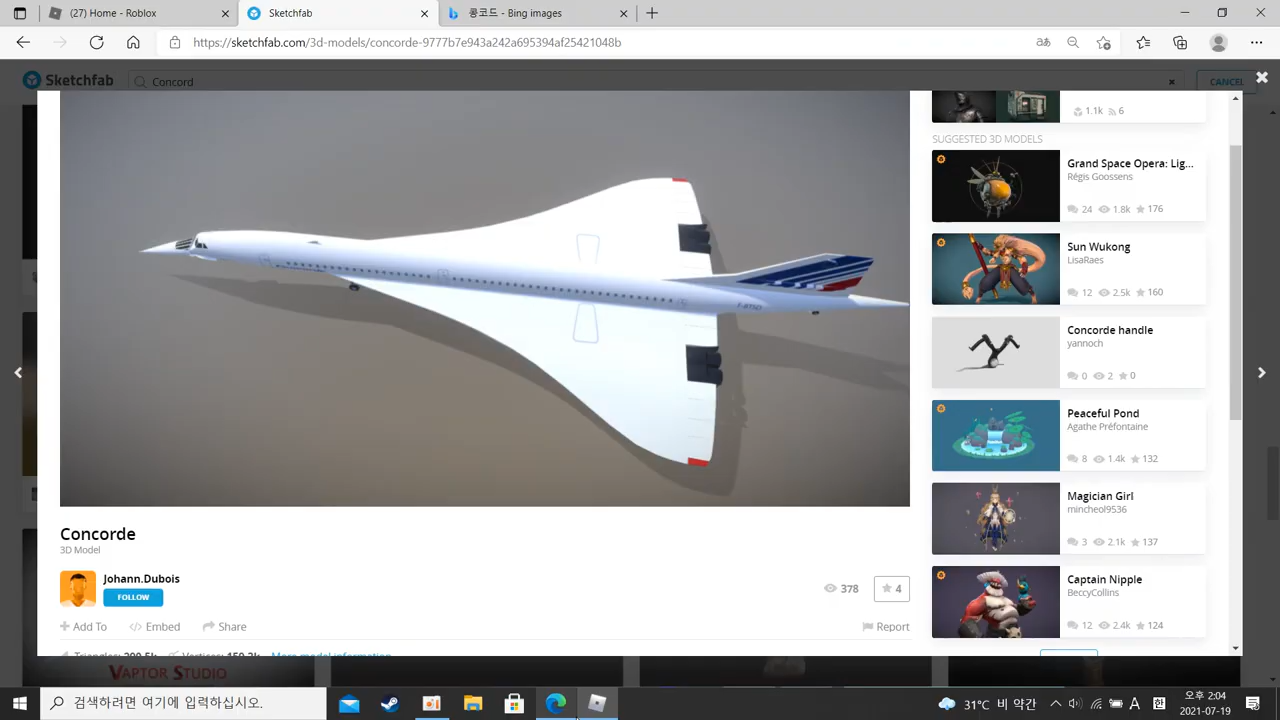 (27) Home - Roblox
Sketchfab
콩코드 - Bing images
https://sketchfab.com/3d-models/concorde-9777b7e943a242a695394af25421048b
Sketchfab
Concord
CANCEL
1.1k 6
SUGGESTED 3D MODELS
Grand Space Opera: Lig...
Régis Goossens
24 1.8k 176
Sun Wukong
LisaRaes
12 2.5k 160
Concorde handle
yannoch
0 2 0
Peaceful Pond
Agathe Préfontaine
8 1.4k 132
Magician Girl
mincheol9536
3 2.1k 137
Captain Nipple
BeccyCollins
12 2.4k 124
Concorde
3D Model
Johann.Dubois
FOLLOW
378
4
Add To
Embed
Share
Report
More model information
VAPTOR STUDIO
검색하려면 여기에 입력하십시오.
31°C 비 약간
A
한
오후 2:04
2021-07-19